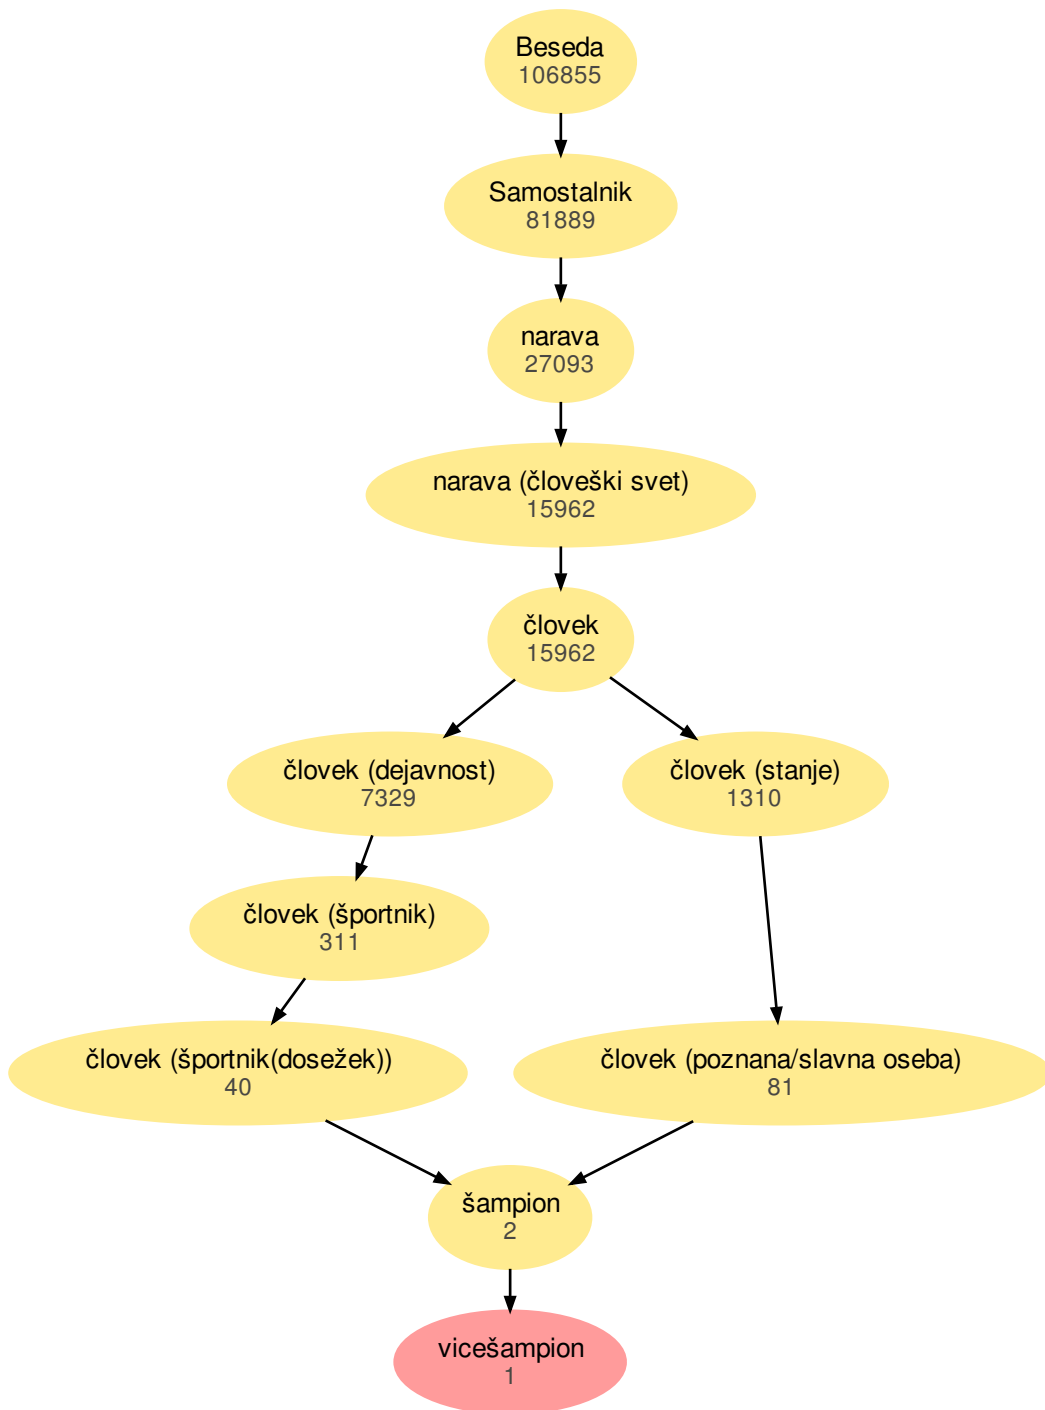 Beseda
106855
Samostalnik
81889
narava
27093
narava (človeški svet)
15962
človek
15962
človek (dejavnost)
7329
človek (stanje)
1310
človek (športnik)
311
človek (športnik(dosežek))
40
človek (poznana/slavna oseba)
81
šampion
2
vicešampion
1